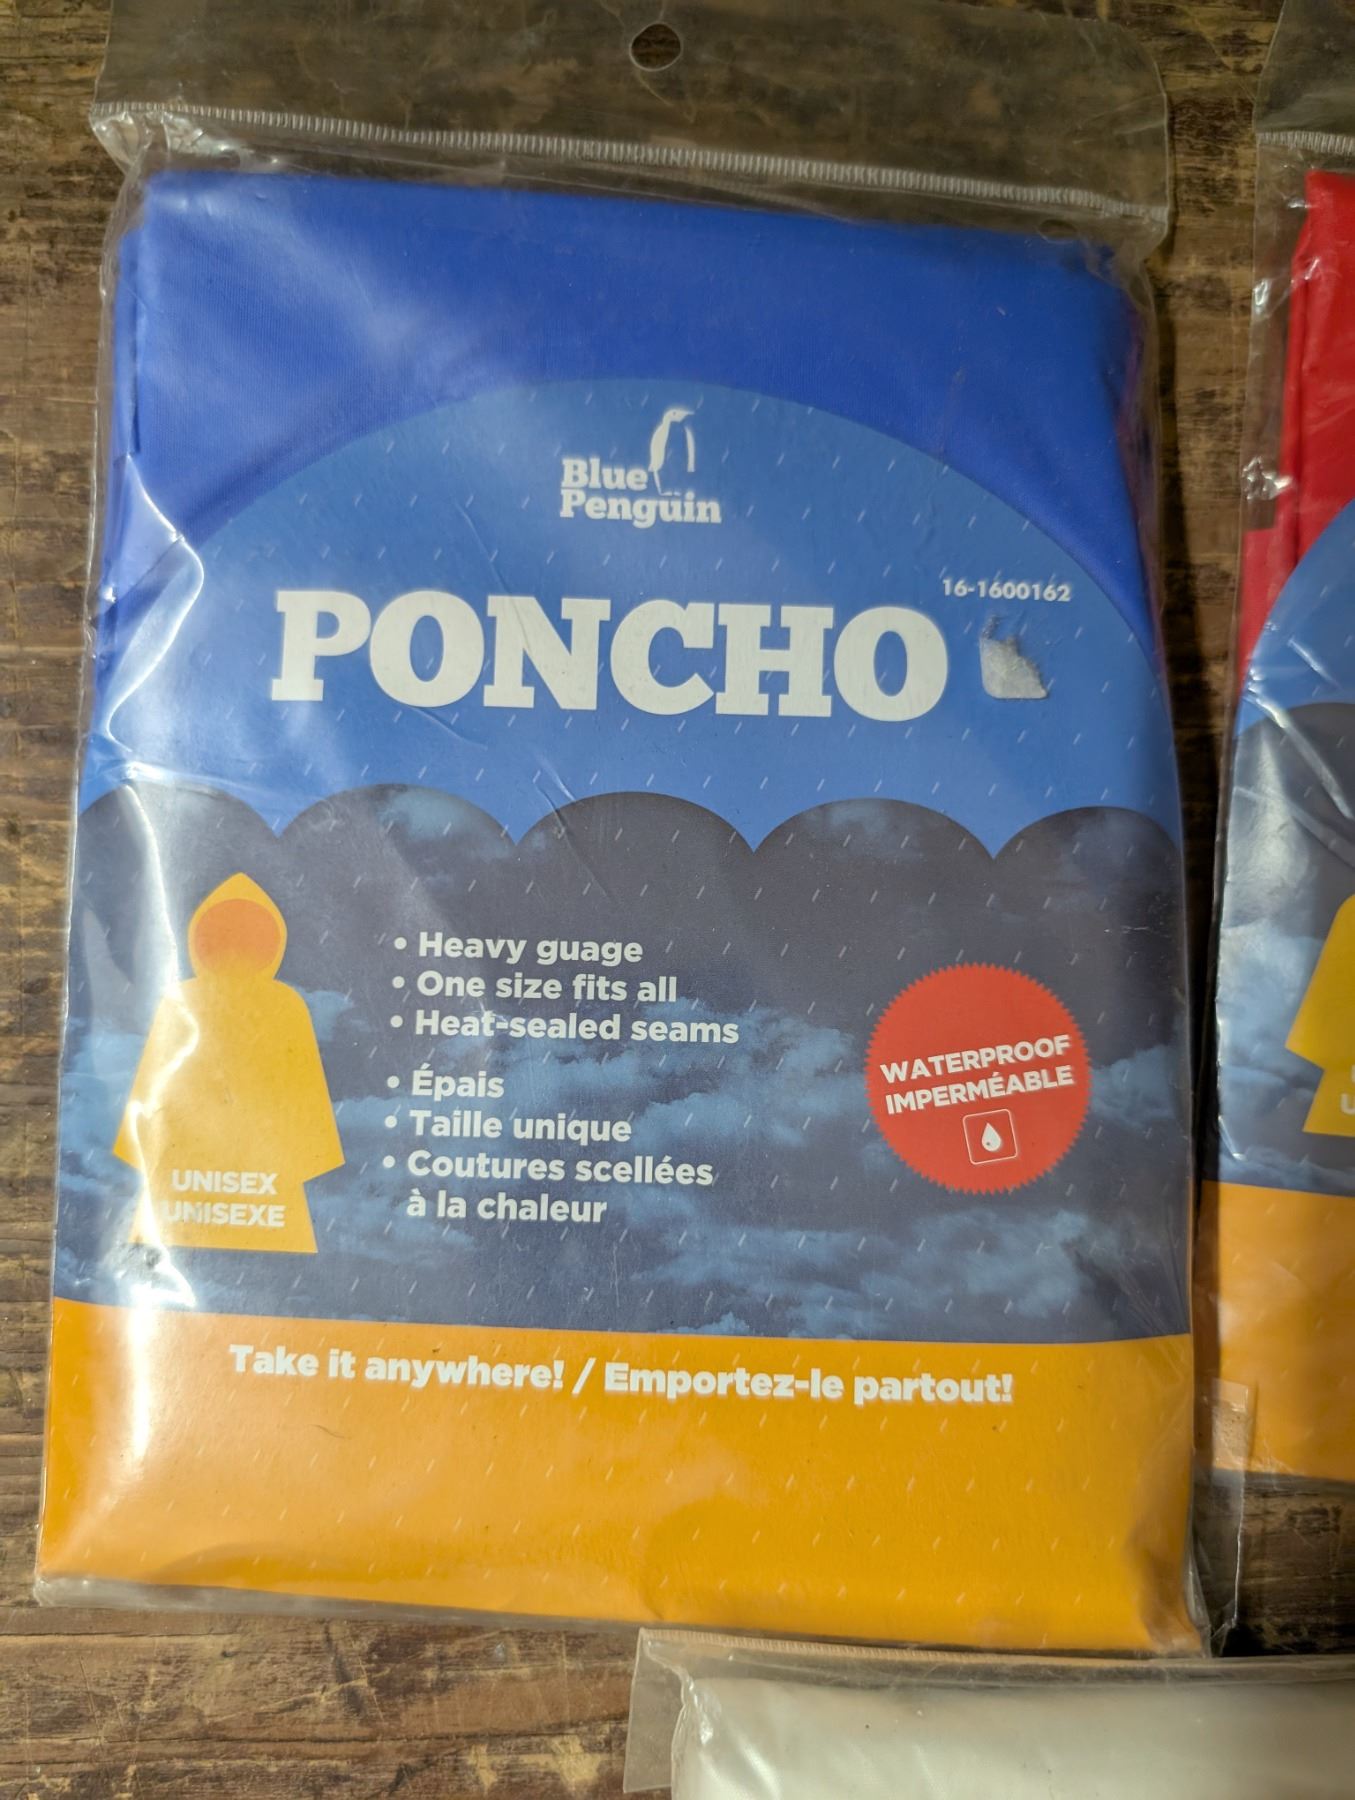 Blue
Penguin
16-1600162
PONCHO
• Heavy guage
• One size fits all
• Heat-sealed seams
• Épais
• Taille unique
• Coutures scellées
à la chaleur
WATERPROOF
IMPERMÉABLE
UNISEX
UNISEXE
Take it anywhere! / Emportez-le partout!